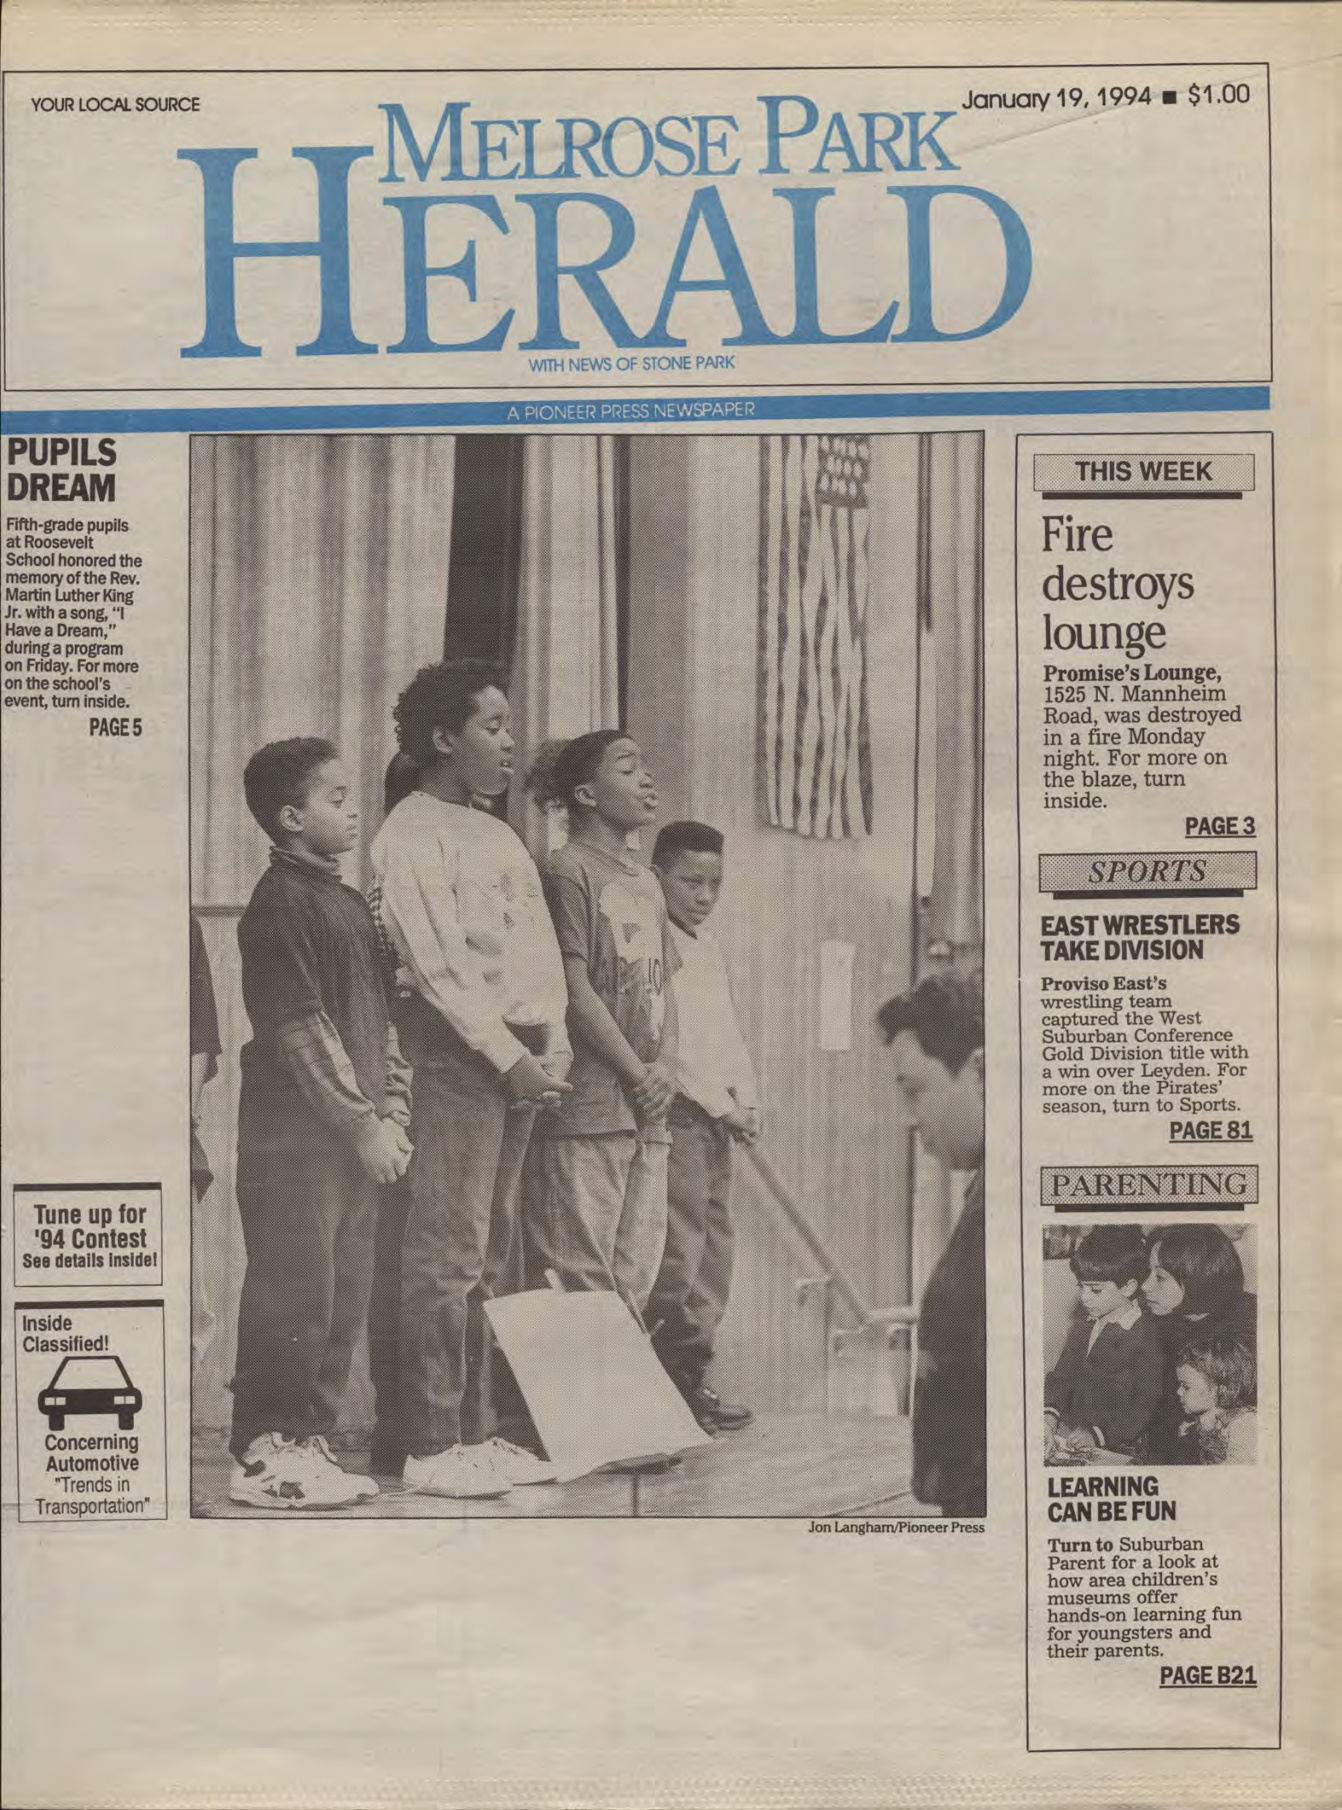 YOUR LOCAL SOURCE
January 19, 1994 ■ $1.00
MELROSE PARK
HERALD
WITH NEWS OF STONE PARK
A PIONEER PRESS NEWSPAPER
PUPILS
DREAM
Fifth-grade pupils
at Roosevelt
School honored the
memory of the Rev.
Martin Luther King
Jr. with a song, "I
Have a Dream,"
during a program
on Friday. For more
on the school's
event, turn inside.
PAGE 5
Tune up for
'94 Contest
See details Inside!
Inside
Classified!
Concerning
Automotive
"Trends in
Transportation"
Jon Langham/Pioneer Press
THIS WEEK
Fire
destroys
lounge
Promise's Lounge,
1525 N. Mannheim
Road, was destroyed
in a fire Monday
night. For more on
the blaze, turn
inside.
PAGE 3
SPORTS
EAST WRESTLERS
TAKE DIVISION
Proviso East's
wrestling team
captured the West
Suburban Conference
Gold Division title with
a win over Leyden. For
more on the Pirates'
season, turn to Sports.
PAGE 81
PARENTING
LEARNING
CAN BE FUN
Turn to Suburban
Parent for a look at
how area children's
museums offer
hands-on learning fun
for youngsters and
their parents.
PAGE B21